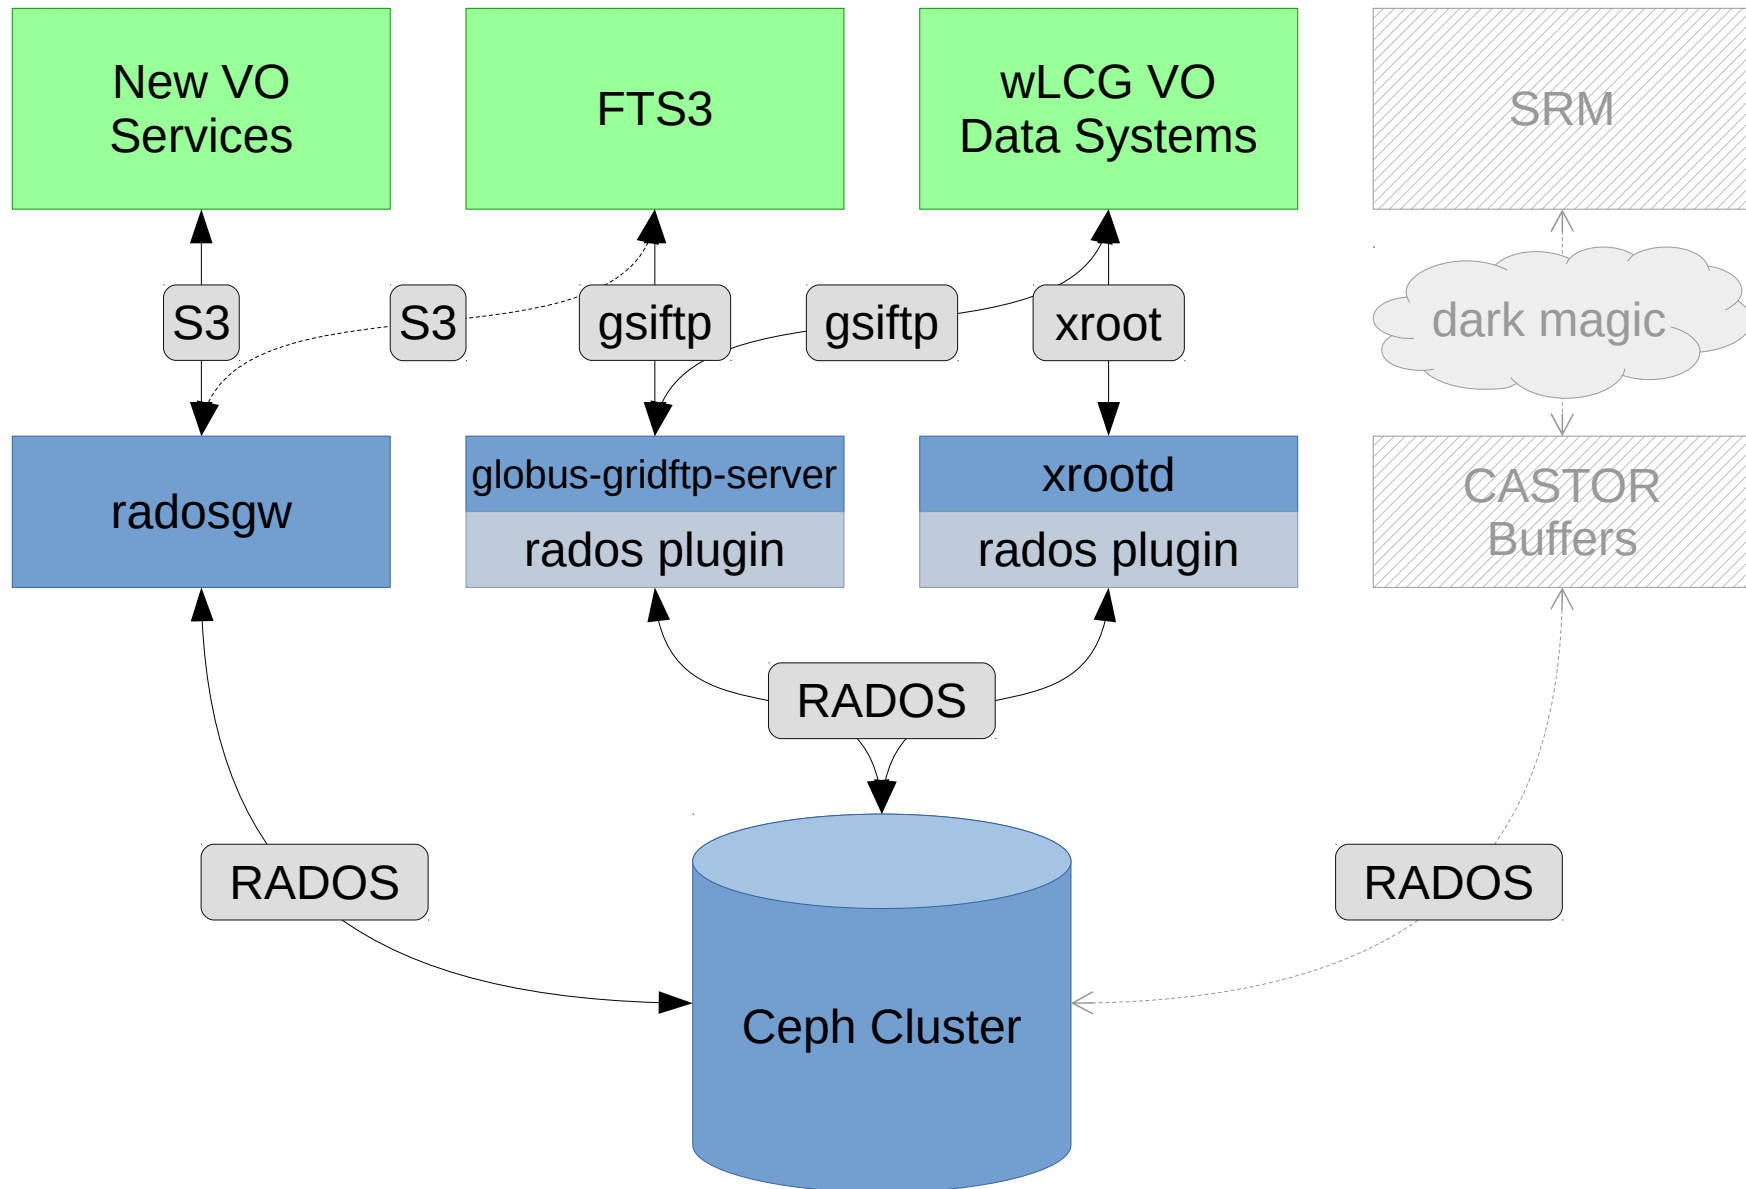 New VO
Services
FTS3
wLCG VO
Data Systems
SRM
S3
S3
gsiftp
gsiftp
xroot
dark magic
radosgw
globus-gridftp-server
rados plugin
xrootd
rados plugin
CASTOR
Buffers
RADOS
RADOS
RADOS
Ceph Cluster